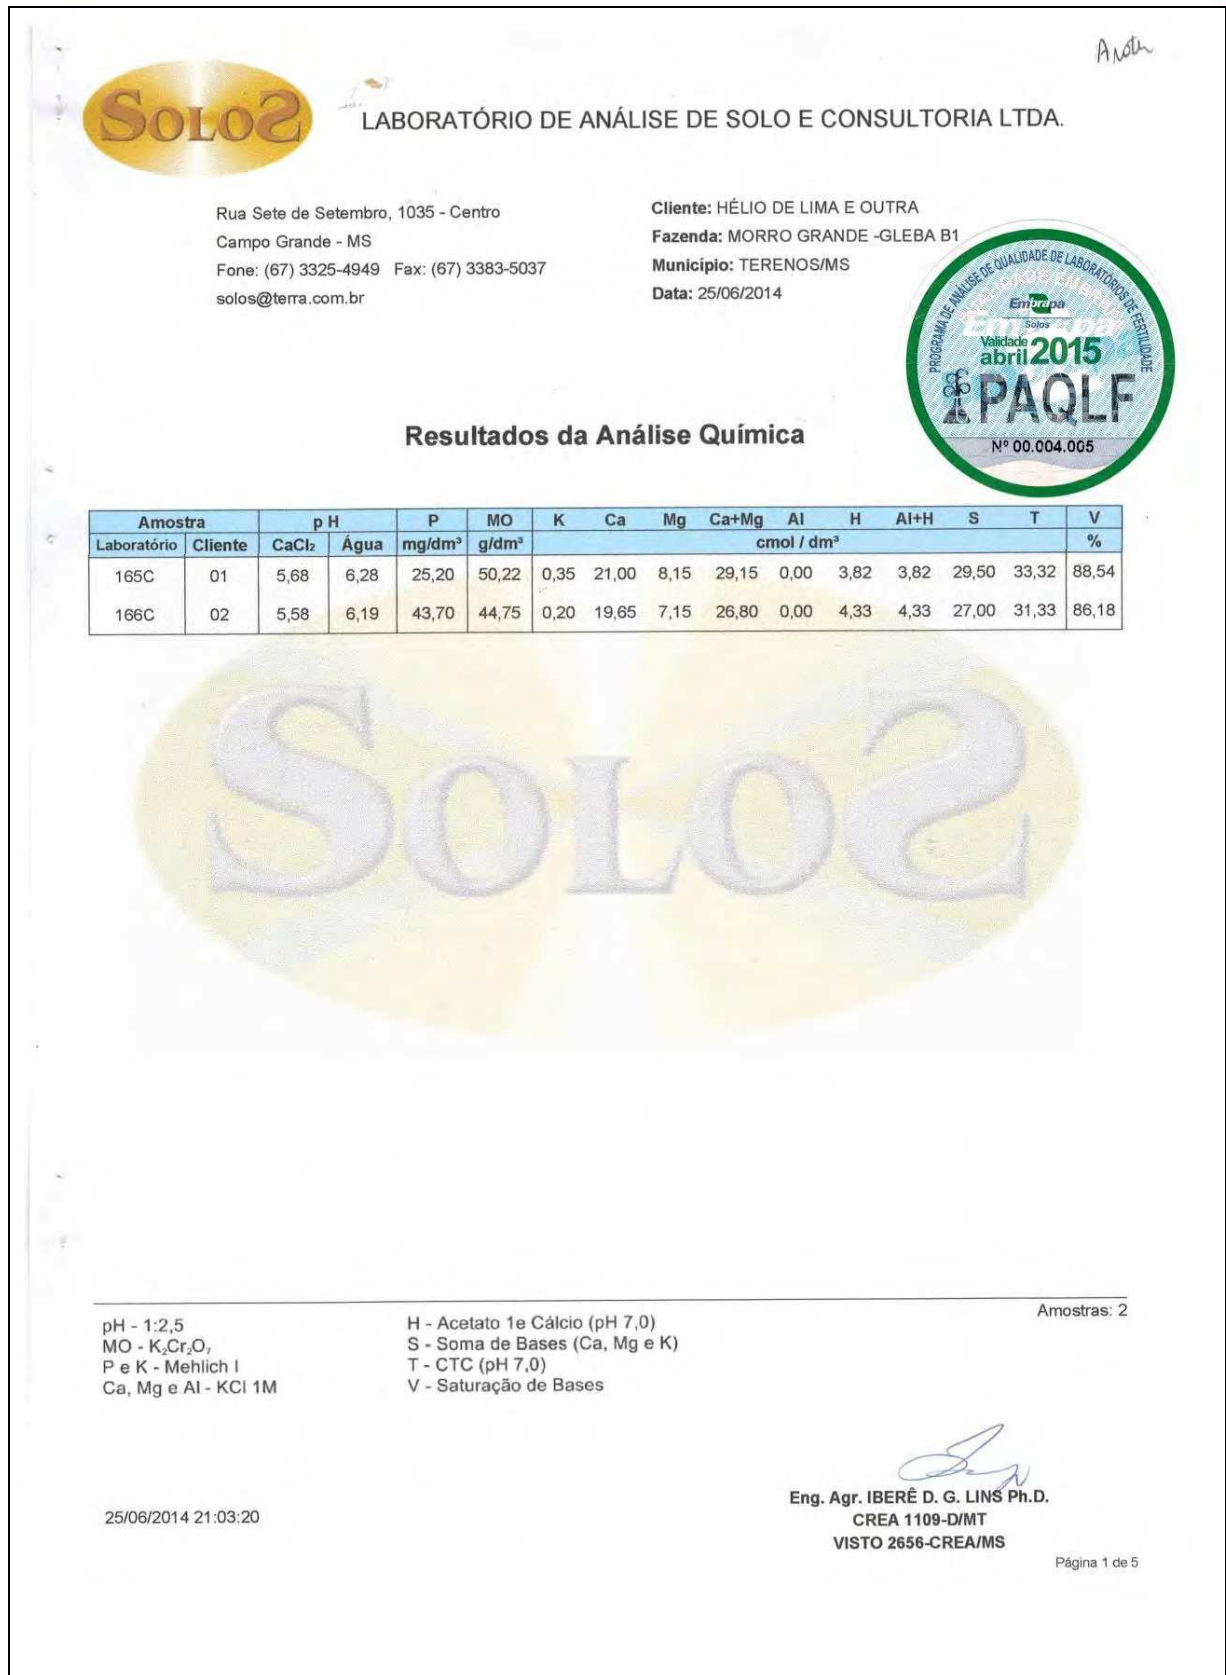 Anoter
SOLOS
LABORATÓRIO DE ANÁLISE DE SOLO E CONSULTORIA LTDA.
Rua Sete de Setembro, 1035 - Centro
Campo Grande - MS
Fone: (67) 3325-4949 Fax: (67) 3383-5037
solos@terra.com.br
Cliente: HÉLIO DE LIMA E OUTRA
Fazenda: MORRO GRANDE -GLEBA B1
Município: TERENOS/MS
Data: 25/06/2014
PROGRAMA DE ANÁLISE DE QUALIDADE DE LABORATÓRIOS DE FERTILIDADE
Embrapa
Solos
Validade
abril 2015
PAQLF
Nº 00.004.005
Resultados da Análise Química
Amostra p H P MO K Ca Mg Ca+Mg Al H Al+H S T V
Laboratório Cliente CaCl₂ Água mg/dm³ g/dm³ cmol / dm³ %
165C 01 5,68 6,28 25,20 50,22 0,35 21,00 8,15 29,15 0,00 3,82 3,82 29,50 33,32 88,54
166C 02 5,58 6,19 43,70 44,75 0,20 19,65 7,15 26,80 0,00 4,33 4,33 27,00 31,33 86,18
SOLOS
Amostras: 2
pH - 1:2,5
MO - K₂Cr₂O₇
P e K - Mehlich I
Ca, Mg e Al - KCl 1M
H - Acetato 1e Cálcio (pH 7,0)
S - Soma de Bases (Ca, Mg e K)
T - CTC (pH 7,0)
V - Saturação de Bases
Eng. Agr. IBERÊ D. G. LINS Ph.D.
CREA 1109-D/MT
VISTO 2656-CREA/MS
25/06/2014 21:03:20
Página 1 de 5